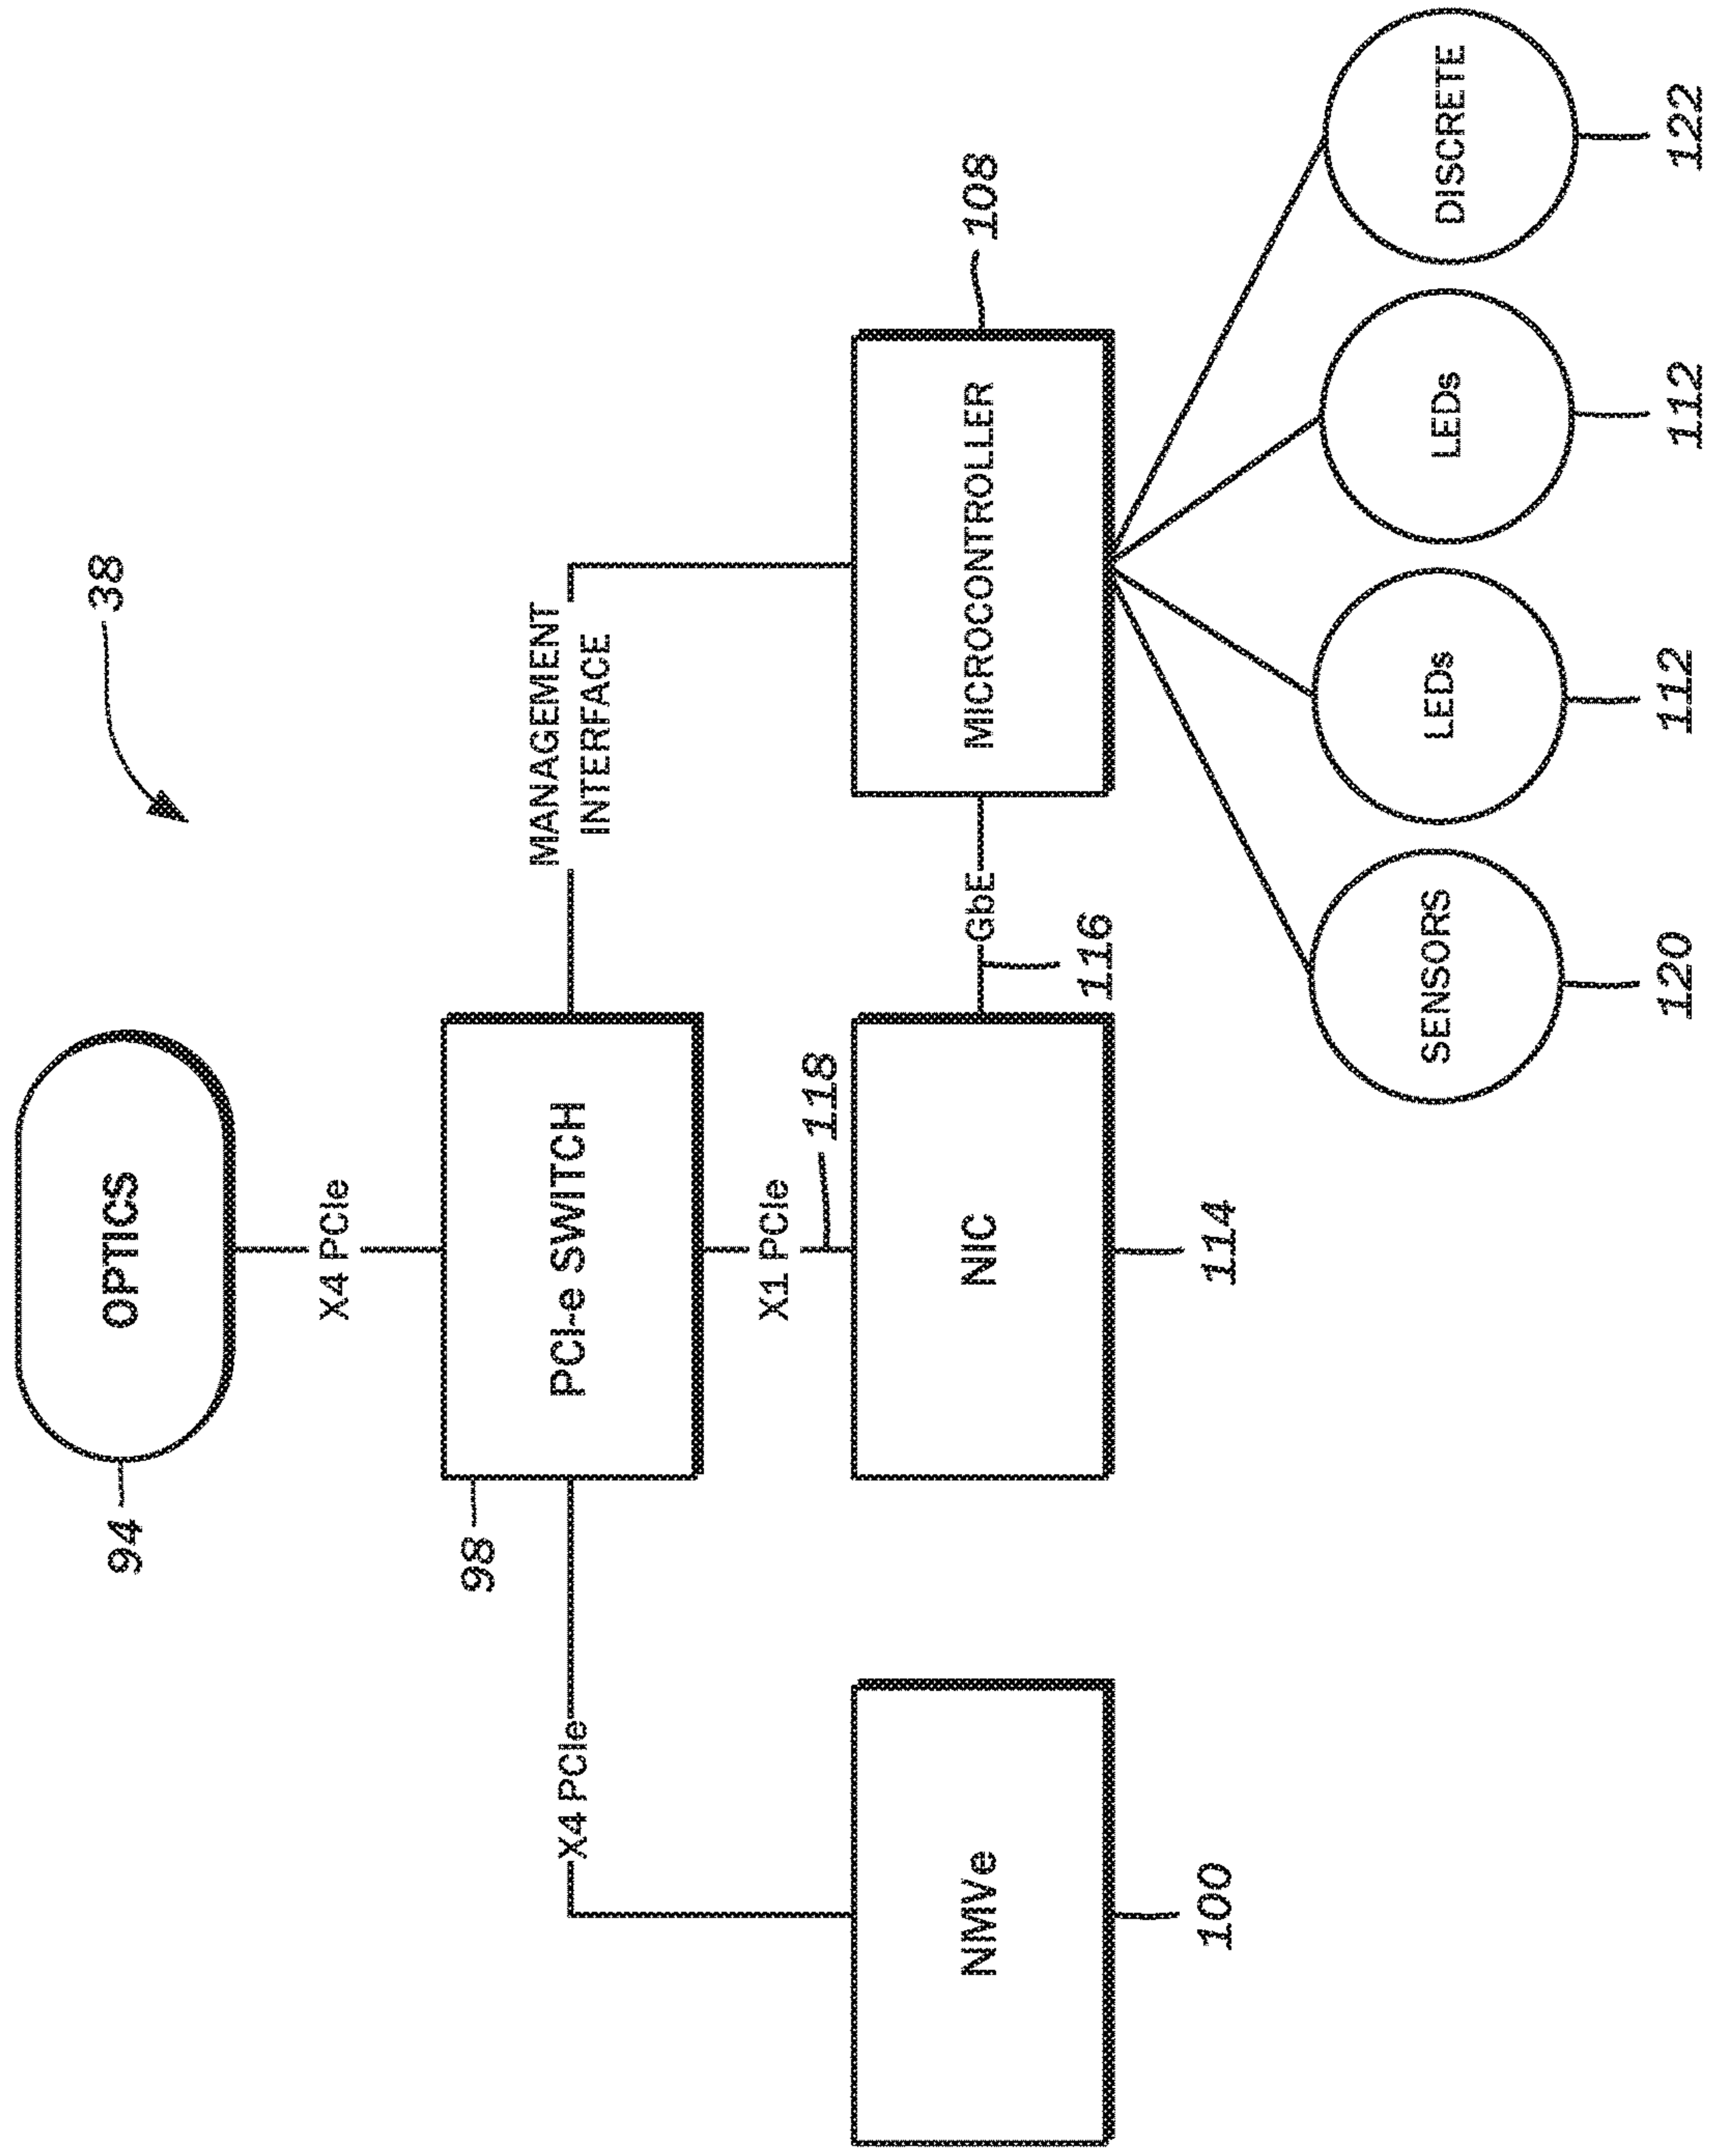 38
94
OPTICS
X4 PCIe
98
PCI-e SWITCH
MANAGEMENT
INTERFACE
X4 PCIe
X1 PCIe
118
NMVe
NIC
GbE
MICROCONTROLLER
108
116
100
114
SENSORS
LEDs
LEDs
DISCRETE
120
112
112
122